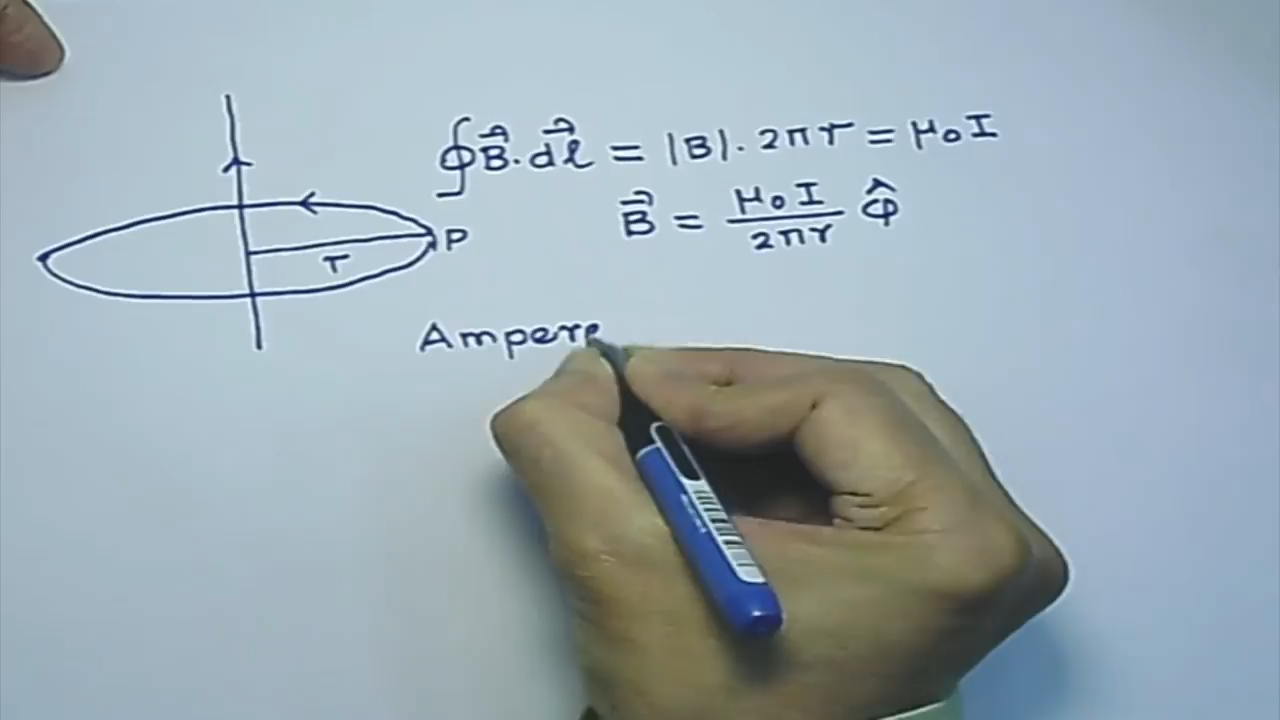 ∮B⃗.dl⃗ = |B|. 2πr = μ₀I
B⃗ = μ₀I/2πr φ̂
P
r
Ampere